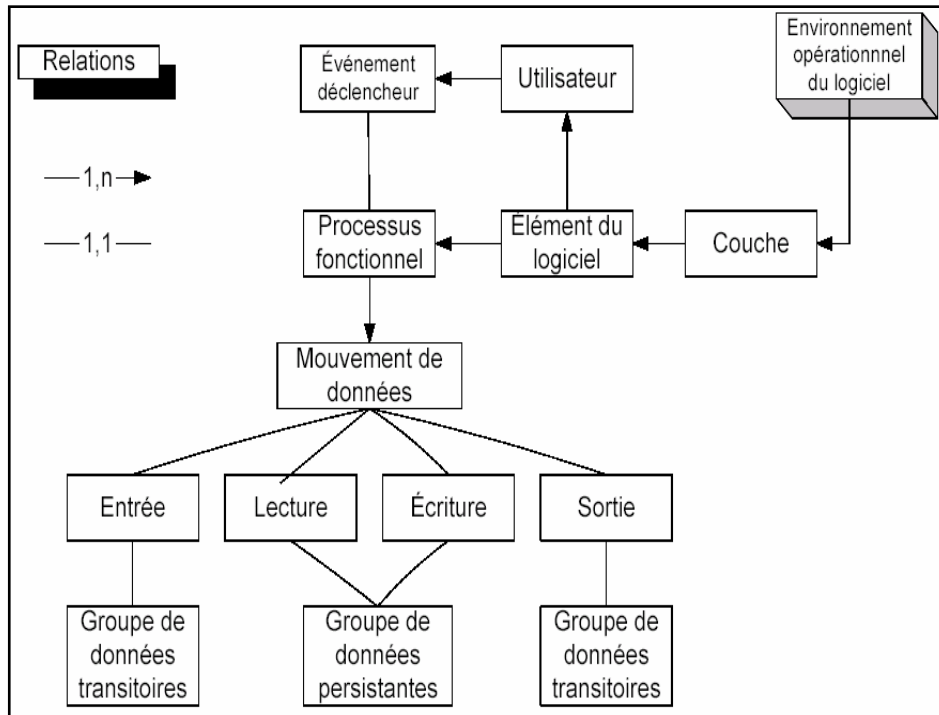 Relations
Événement
déclencheur
Utilisateur
Environnement
opérationnnel
du logiciel
1,n
1,1
Processus
fonctionnel
Élément du
logiciel
Couche
Mouvement de
données
Entrée
Lecture
Écriture
Sortie
Groupe de
données
transitoires
Groupe de
données
persistantes
Groupe de
données
transitoires